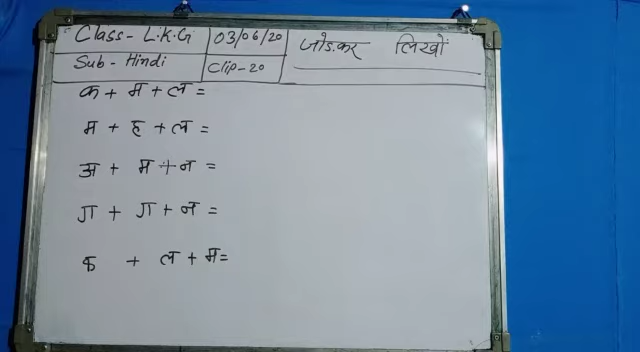 Class - L.K.G 03/06/20 जोड.कर लिखों
Sub - Hindi Clip-20
क + म + ल =
म + ह + ल =
अ + म + न =
ग + ग + न =
क + ल + म =